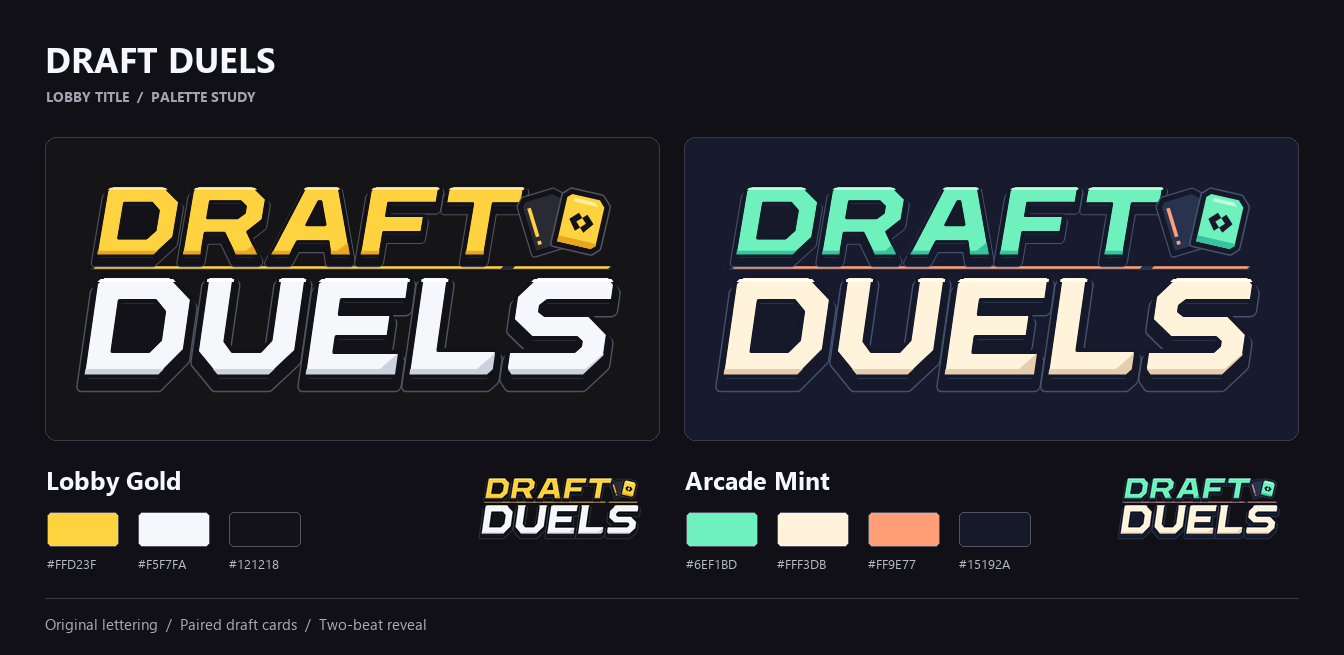 DRAFT DUELS
LOBBY TITLE / PALETTE STUDY
DRAFT
DUELS
DRAFT
DUELS
Lobby Gold
DRAFT
DUELS
#FFD23F #F5F7FA #121218
Arcade Mint
DRAFT
DUELS
#6EF1BD #FFF3DB #FF9E77 #15192A
Original lettering / Paired draft cards / Two-beat reveal